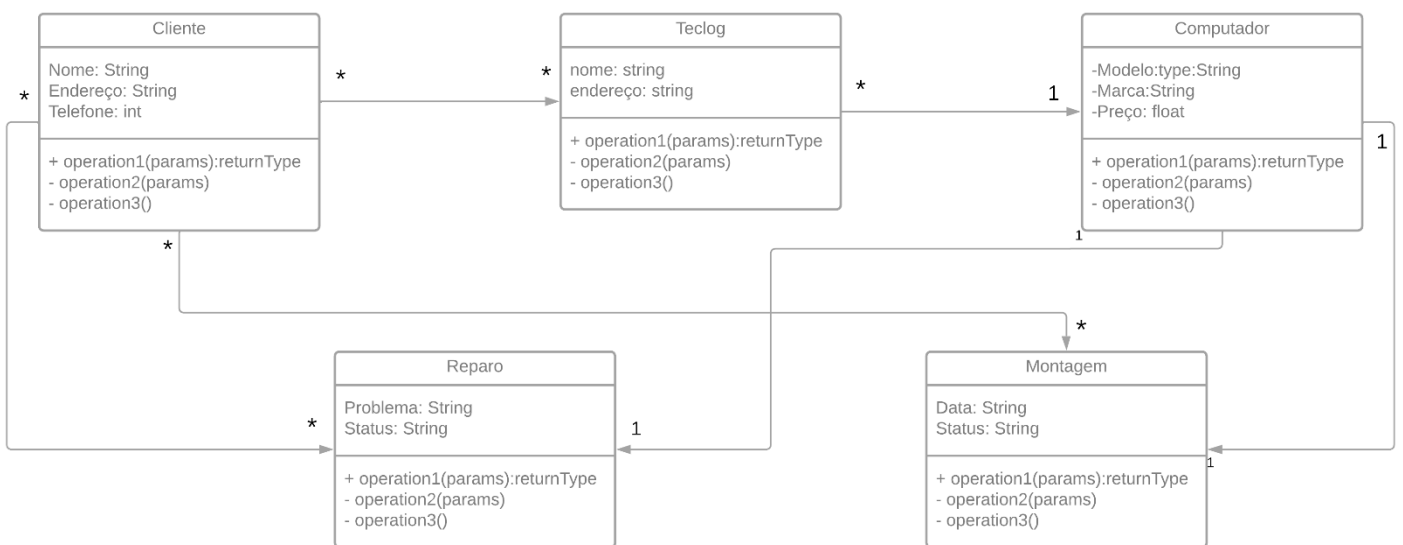 Cliente
Nome: String
Endereço: String
Telefone: int
+ operation1(params):returnType
- operation2(params)
- operation3()
*
*
*
*
Teclog
nome: string
endereço: string
+ operation1(params):returnType
- operation2(params)
- operation3()
*
1
Computador
-Modelo:type:String
-Marca:String
-Preço: float
+ operation1(params):returnType
- operation2(params)
- operation3()
1
1
Reparo
Problema: String
Status: String
+ operation1(params):returnType
- operation2(params)
- operation3()
*
1
*
Montagem
Data: String
Status: String
+ operation1(params):returnType
- operation2(params)
- operation3()
1